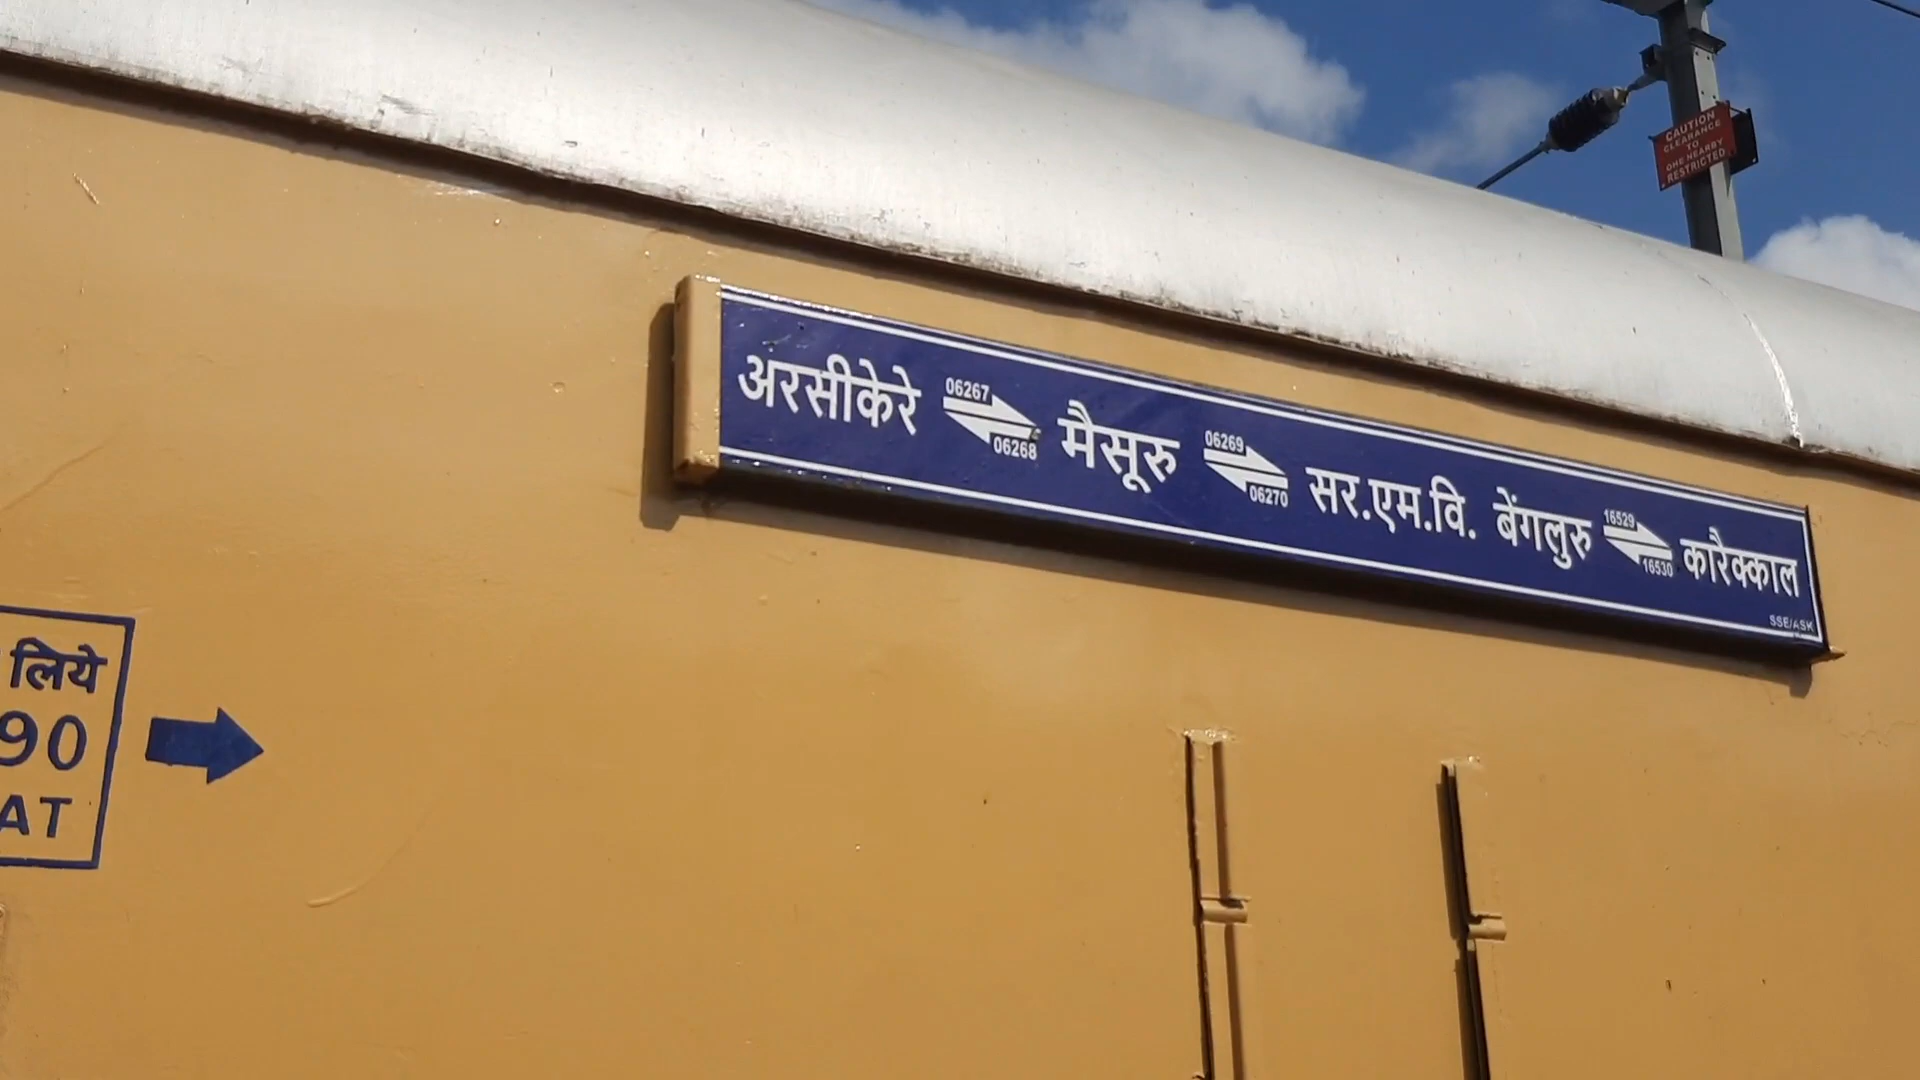 CAUTION
CLEARANCE
TO
OHE NEARBY
RESTRICTED
अरसीकेरे 06267 06268 मैसूरु 06269 06270 सर.एम.वि. बेंगलुरु 16529 16530 कारैक्काल
SSE/ASK
लिये
90
AT